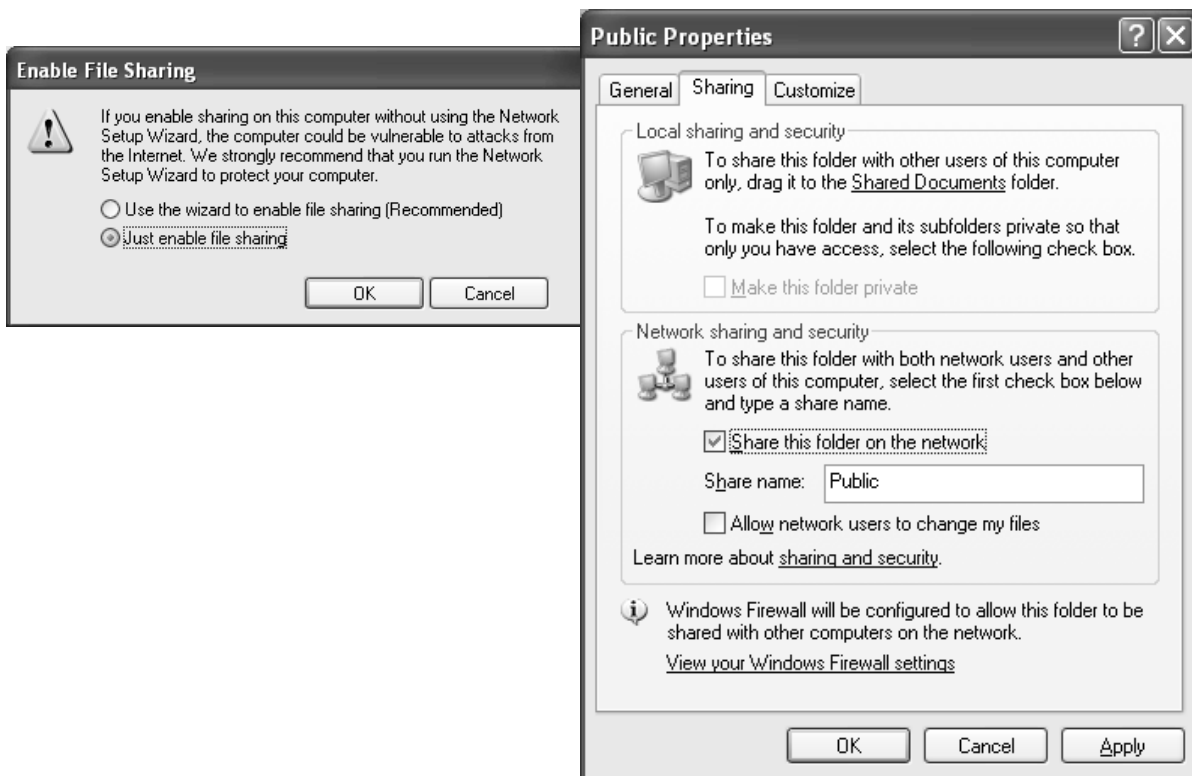 Enable File Sharing
If you enable sharing on this computer without using the Network
Setup Wizard, the computer could be vulnerable to attacks from
the Internet. We strongly recommend that you run the Network
Setup Wizard to protect your computer.
Use the wizard to enable file sharing (Recommended)
Just enable file sharing
OK
Cancel
Public Properties
General
Sharing
Customize
Local sharing and security
To share this folder with other users of this computer
only, drag it to the Shared Documents folder.
To make this folder and its subfolders private so that
only you have access, select the following check box.
Make this folder private
Network sharing and security
To share this folder with both network users and other
users of this computer, select the first check box below
and type a share name.
Share this folder on the network
Share name: Public
Allow network users to change my files
Learn more about sharing and security.
Windows Firewall will be configured to allow this folder to be
shared with other computers on the network.
View your Windows Firewall settings
OK
Cancel
Apply